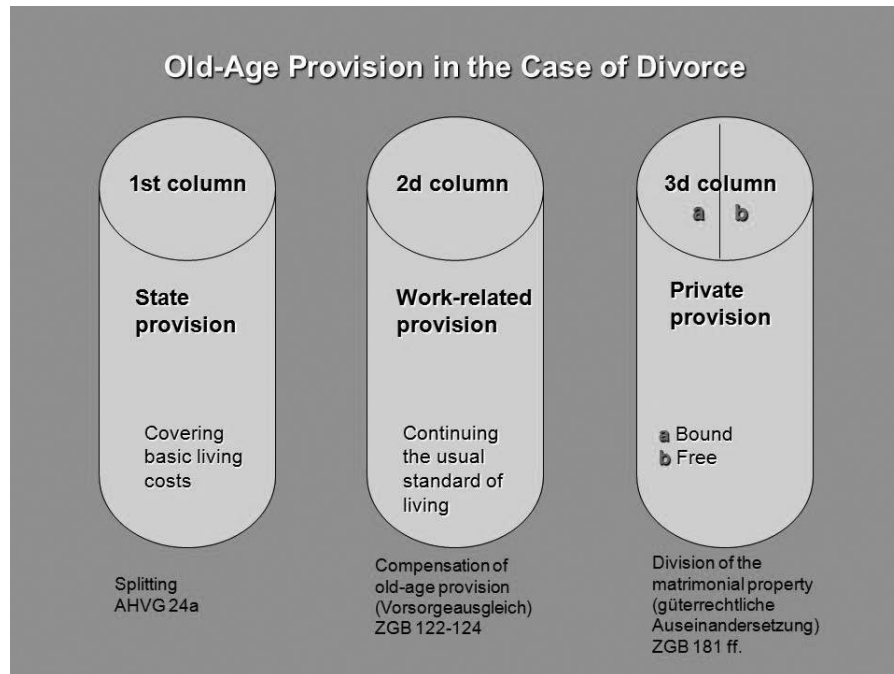 Old-Age Provision in the Case of Divorce
1st column
State
provision
Covering
basic living
costs
Splitting
AHVG 24a
2d column
Work-related
provision
Continuing
the usual
standard of
living
Compensation of
old-age provision
(Vorsorgeausgleich)
ZGB 122-124
3d column
a b
Private
provision
a Bound
b Free
Division of the
matrimonial property
(güterrechtliche
Auseinandersetzung)
ZGB 181 ff.